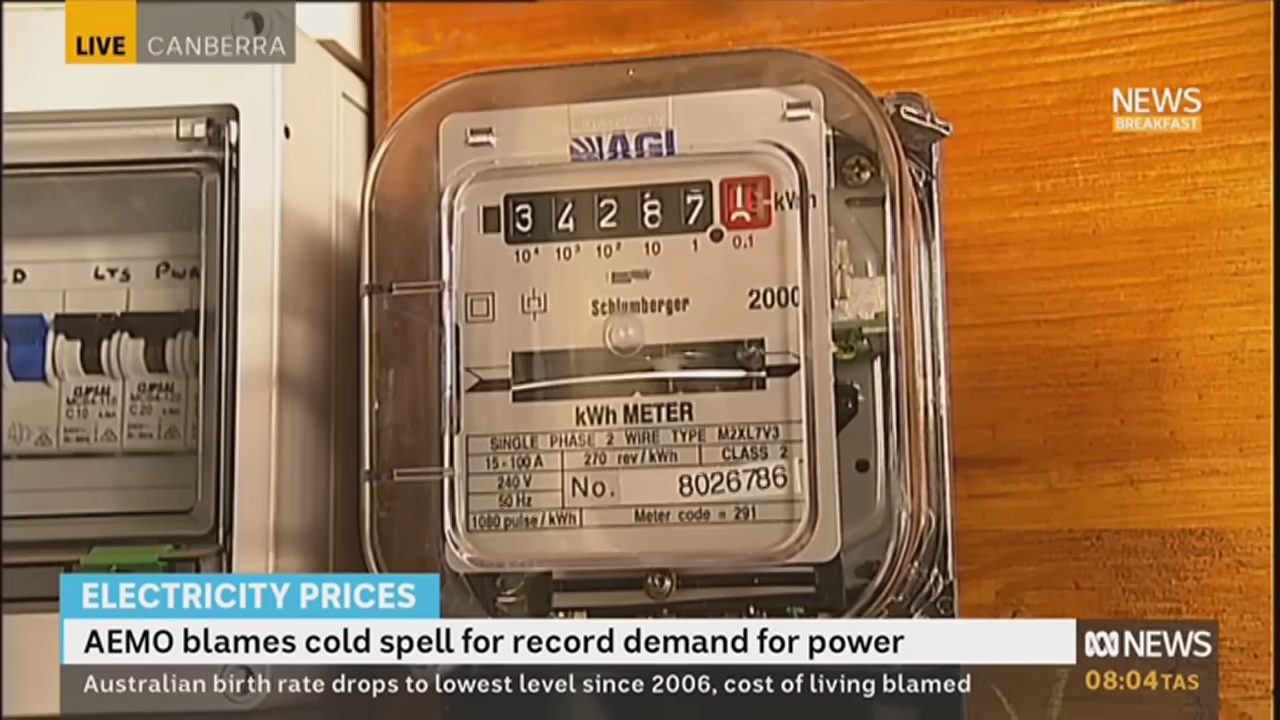 LIVE CANBERRA
NEWS
BREAKFAST
AGL
3 4 2 8 7 kWh
10⁴ 10³ 10² 10 1 0.1
LTS PWR
Schlumberger 2000
kWh METER
SINGLE PHASE 2 WIRE TYPE M2XL7V3
15-100 A 270 rev/kWh CLASS 2
240 V
50 Hz
No. 8026786
1080 pulse/kWh Meter code = 291
C10
C20
ELECTRICITY PRICES
AEMO blames cold spell for record demand for power
NEWS
Australian birth rate drops to lowest level since 2006, cost of living blamed
08:04TAS